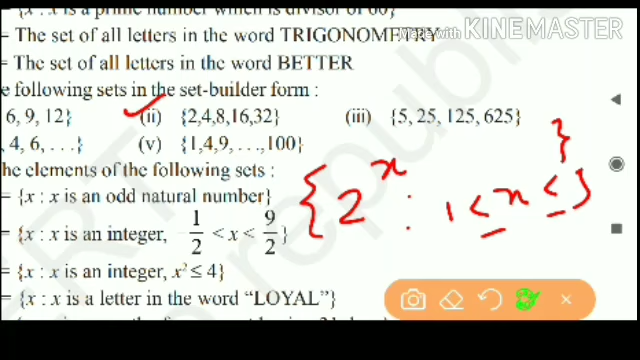 {x : x is a prime number which is divisor of 60}
= The set of all letters in the word TRIGONOMETRY
Made with KINEMASTER
= The set of all letters in the word BETTER
e following sets in the set-builder form :
6, 9, 12} (ii) {2,4,8,16,32} (iii) {5, 25, 125, 625}
, 4, 6, . . .} (v) {1,4,9, . . .,100}
he elements of the following sets :
= {x : x is an odd natural number}
= {x : x is an integer, -1/2 < x < 9/2}
= {x : x is an integer, x² ≤ 4}
= {x : x is a letter in the word “LOYAL”}
{2^x : 1 ≤ x ≤ 5}